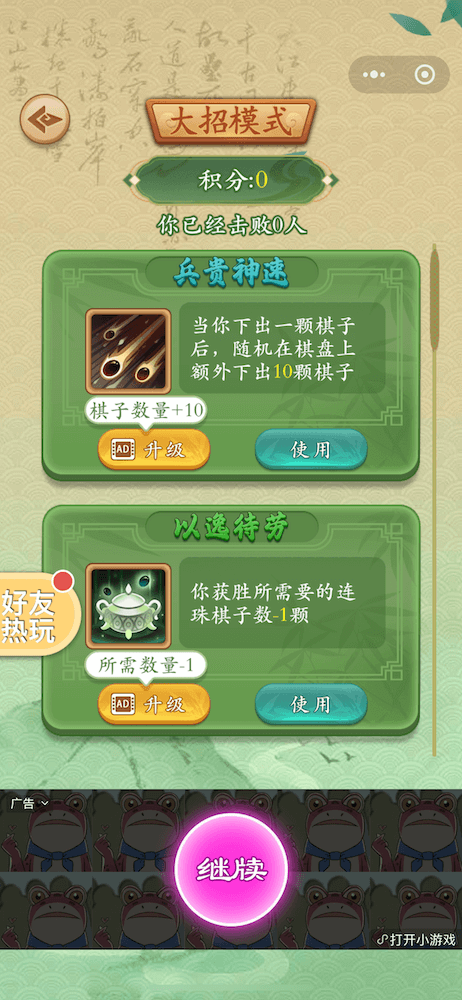 大招模式
积分:0
你已经击败0人
兵贵神速
当你下出一颗棋子
后，随机在棋盘上
额外下出10颗棋子
棋子数量+10
AD 升级
使用
以逸待劳
你获胜所需要的连
珠棋子数-1颗
好友
热玩
所需数量-1
AD 升级
使用
广告
继牍
打开小游戏